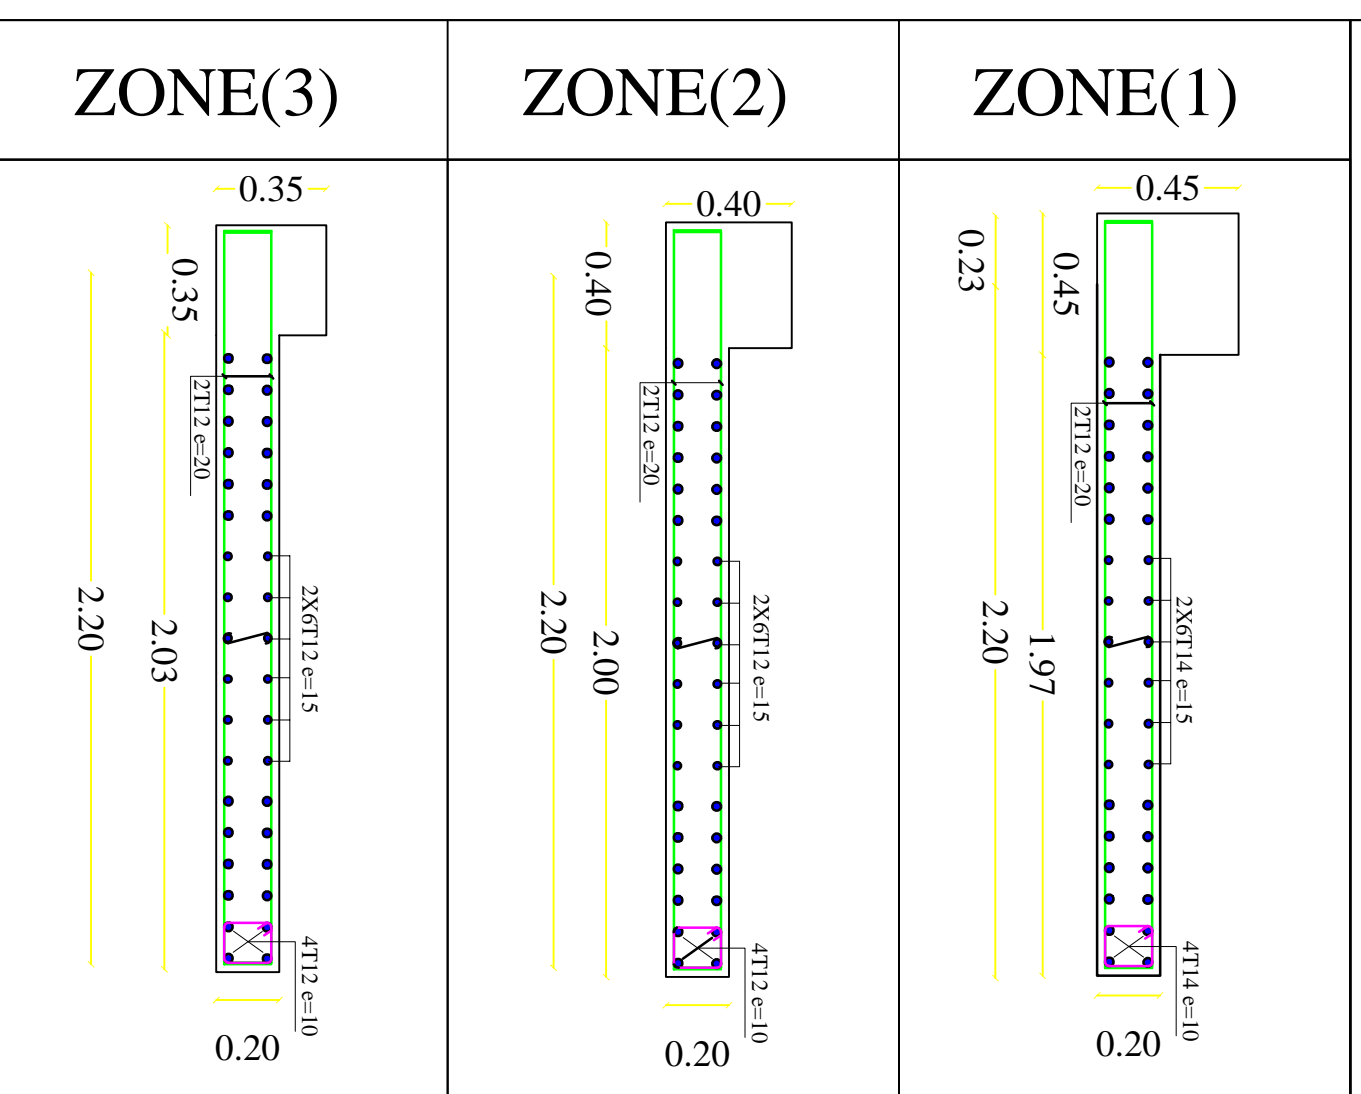 ZONE(3)
ZONE(2)
ZONE(1)
0.35
0.35
2T12 e=20
2X6T12 e=15
2.20
2.03
4T12 e=10
0.20
0.40
0.40
2T12 e=20
2X6T12 e=15
2.20
2.00
4T12 e=10
0.20
0.45
0.23
0.45
2T12 e=20
2X6T14 e=15
2.20
1.97
4T14 e=10
0.20